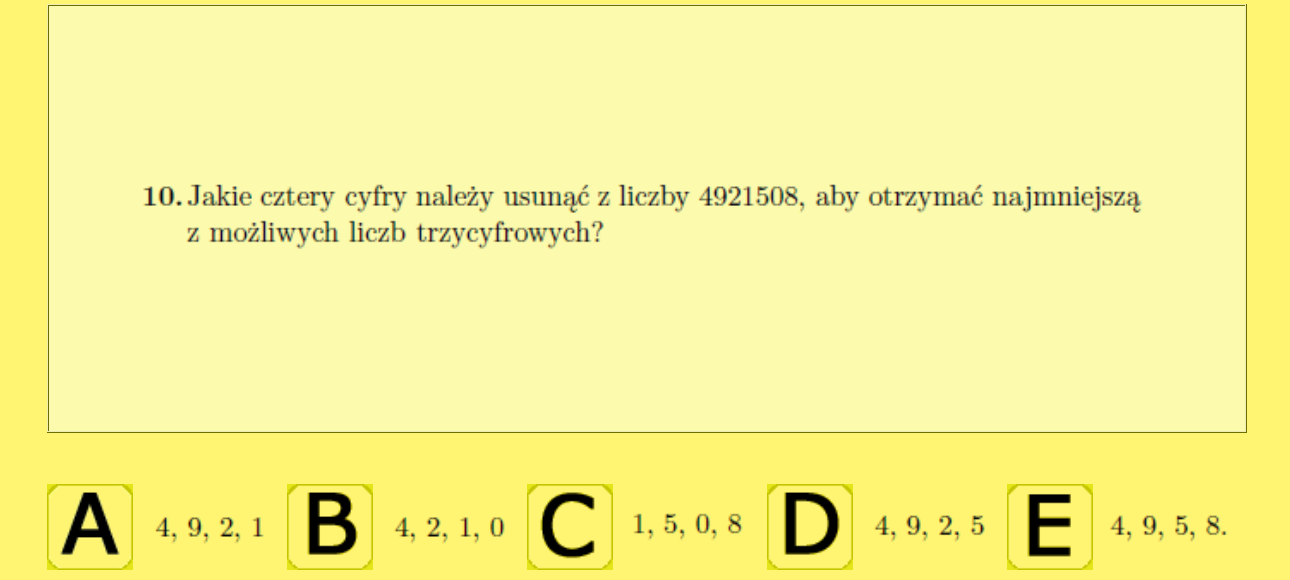 10. Jakie cztery cyfry należy usunąć z liczby 4921508, aby otrzymać najmniejszą
z możliwych liczb trzycyfrowych?
A 4, 9, 2, 1 B 4, 2, 1, 0 C 1, 5, 0, 8 D 4, 9, 2, 5 E 4, 9, 5, 8.